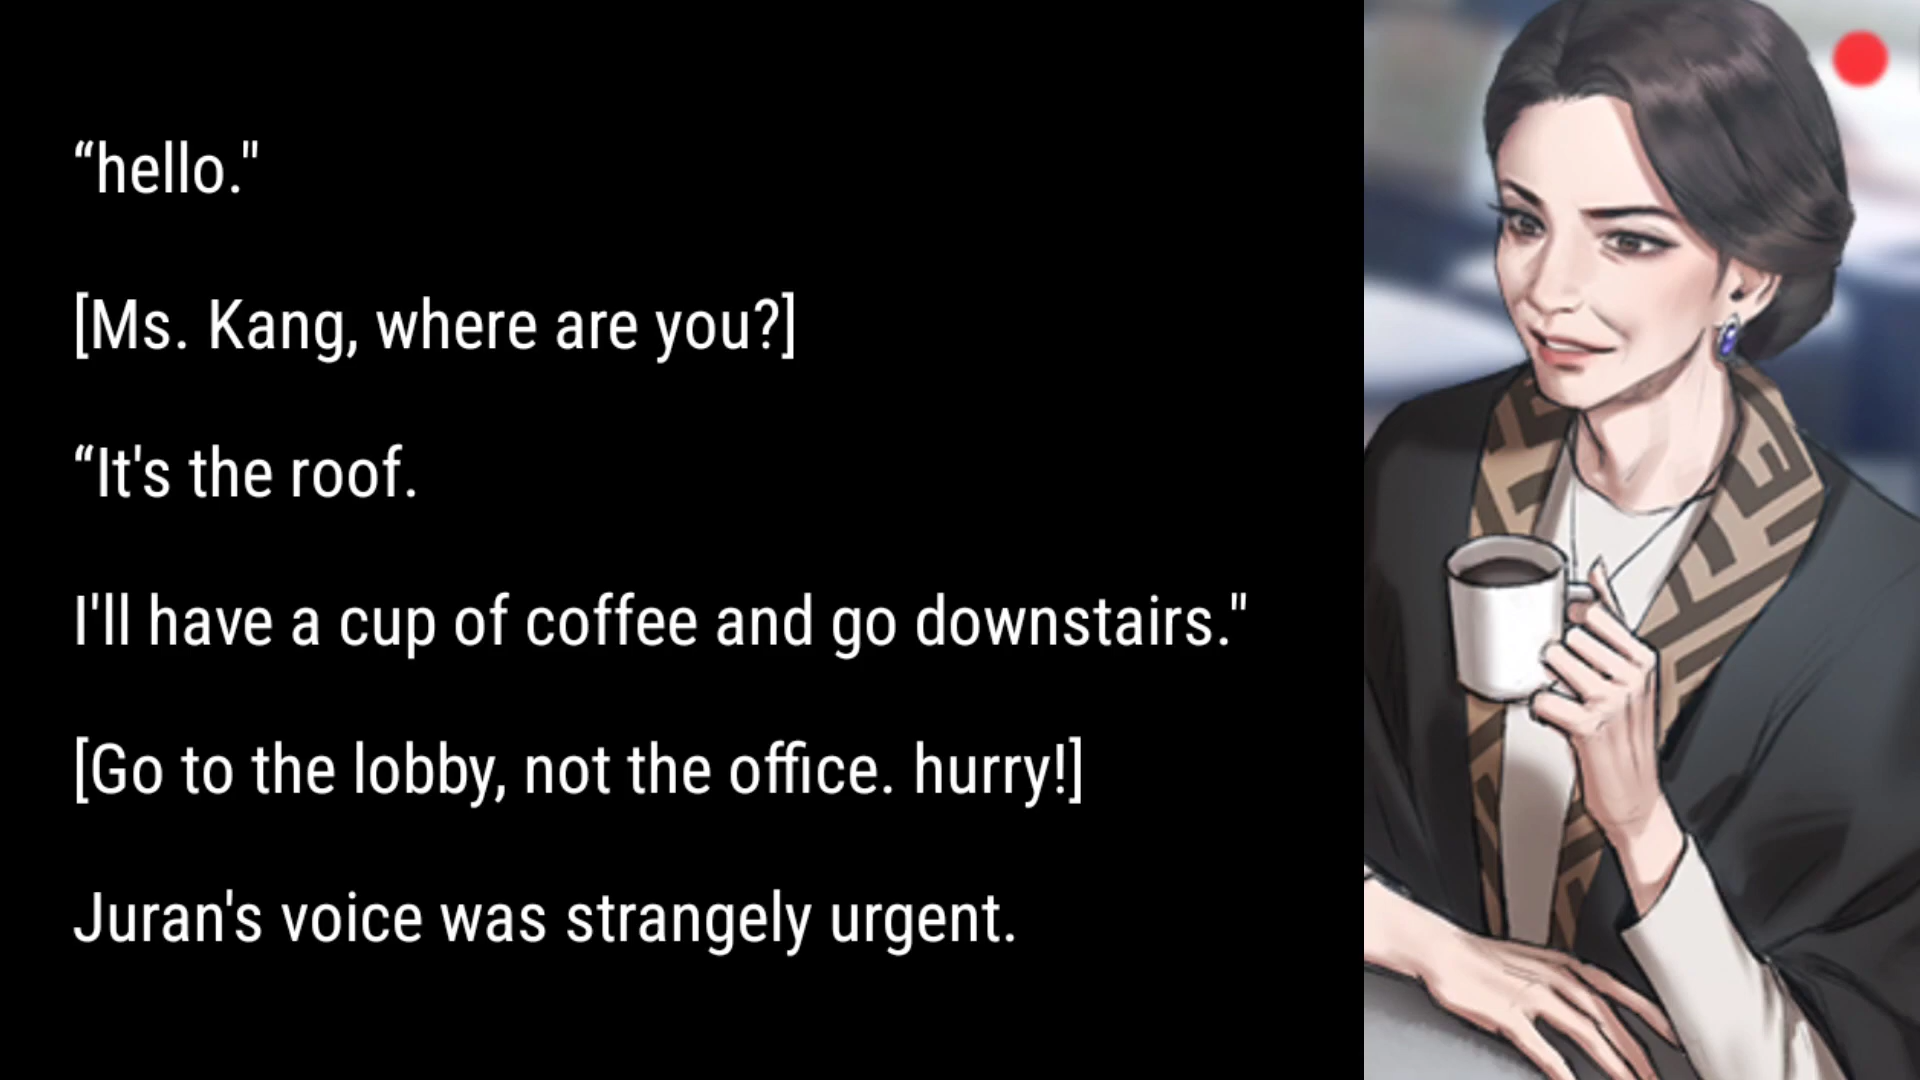 “hello."
[Ms. Kang, where are you?]
“It's the roof.
I'll have a cup of coffee and go downstairs."
[Go to the lobby, not the office. hurry!]
Juran's voice was strangely urgent.